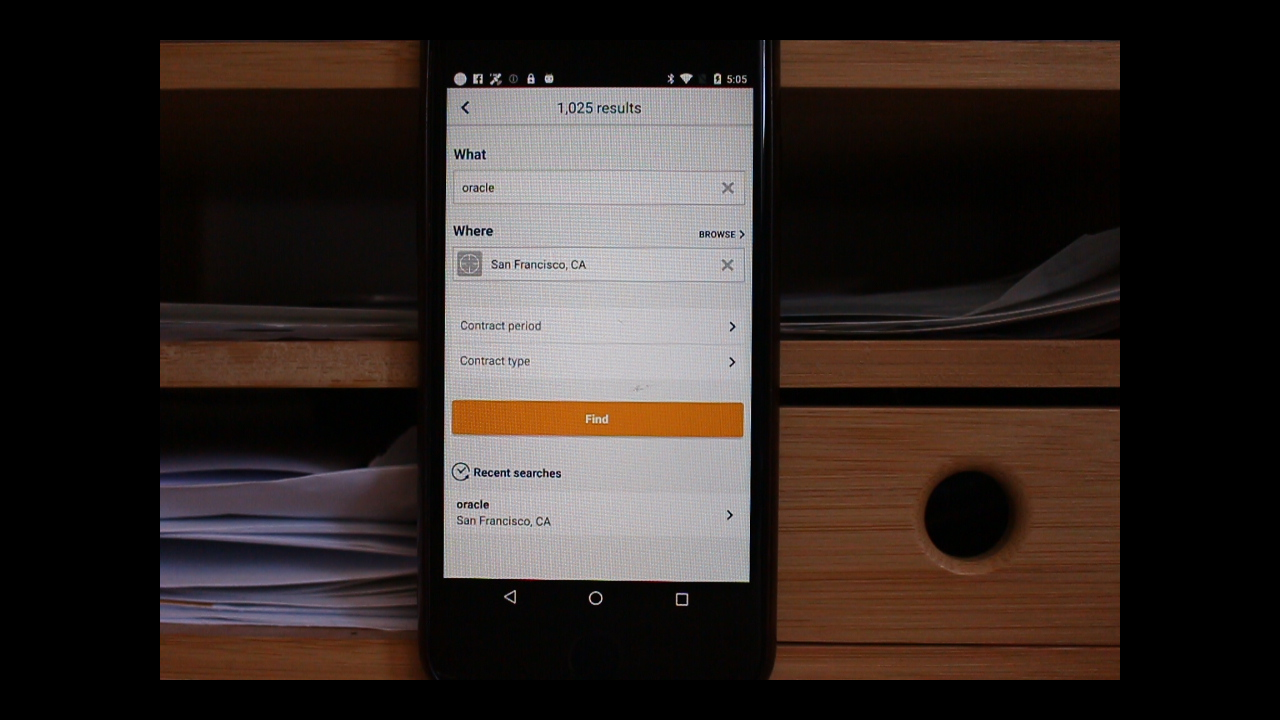 5:05
1,025 results
What
oracle
Where
BROWSE
San Francisco, CA
Contract period
Contract type
Find
Recent searches
oracle
San Francisco, CA